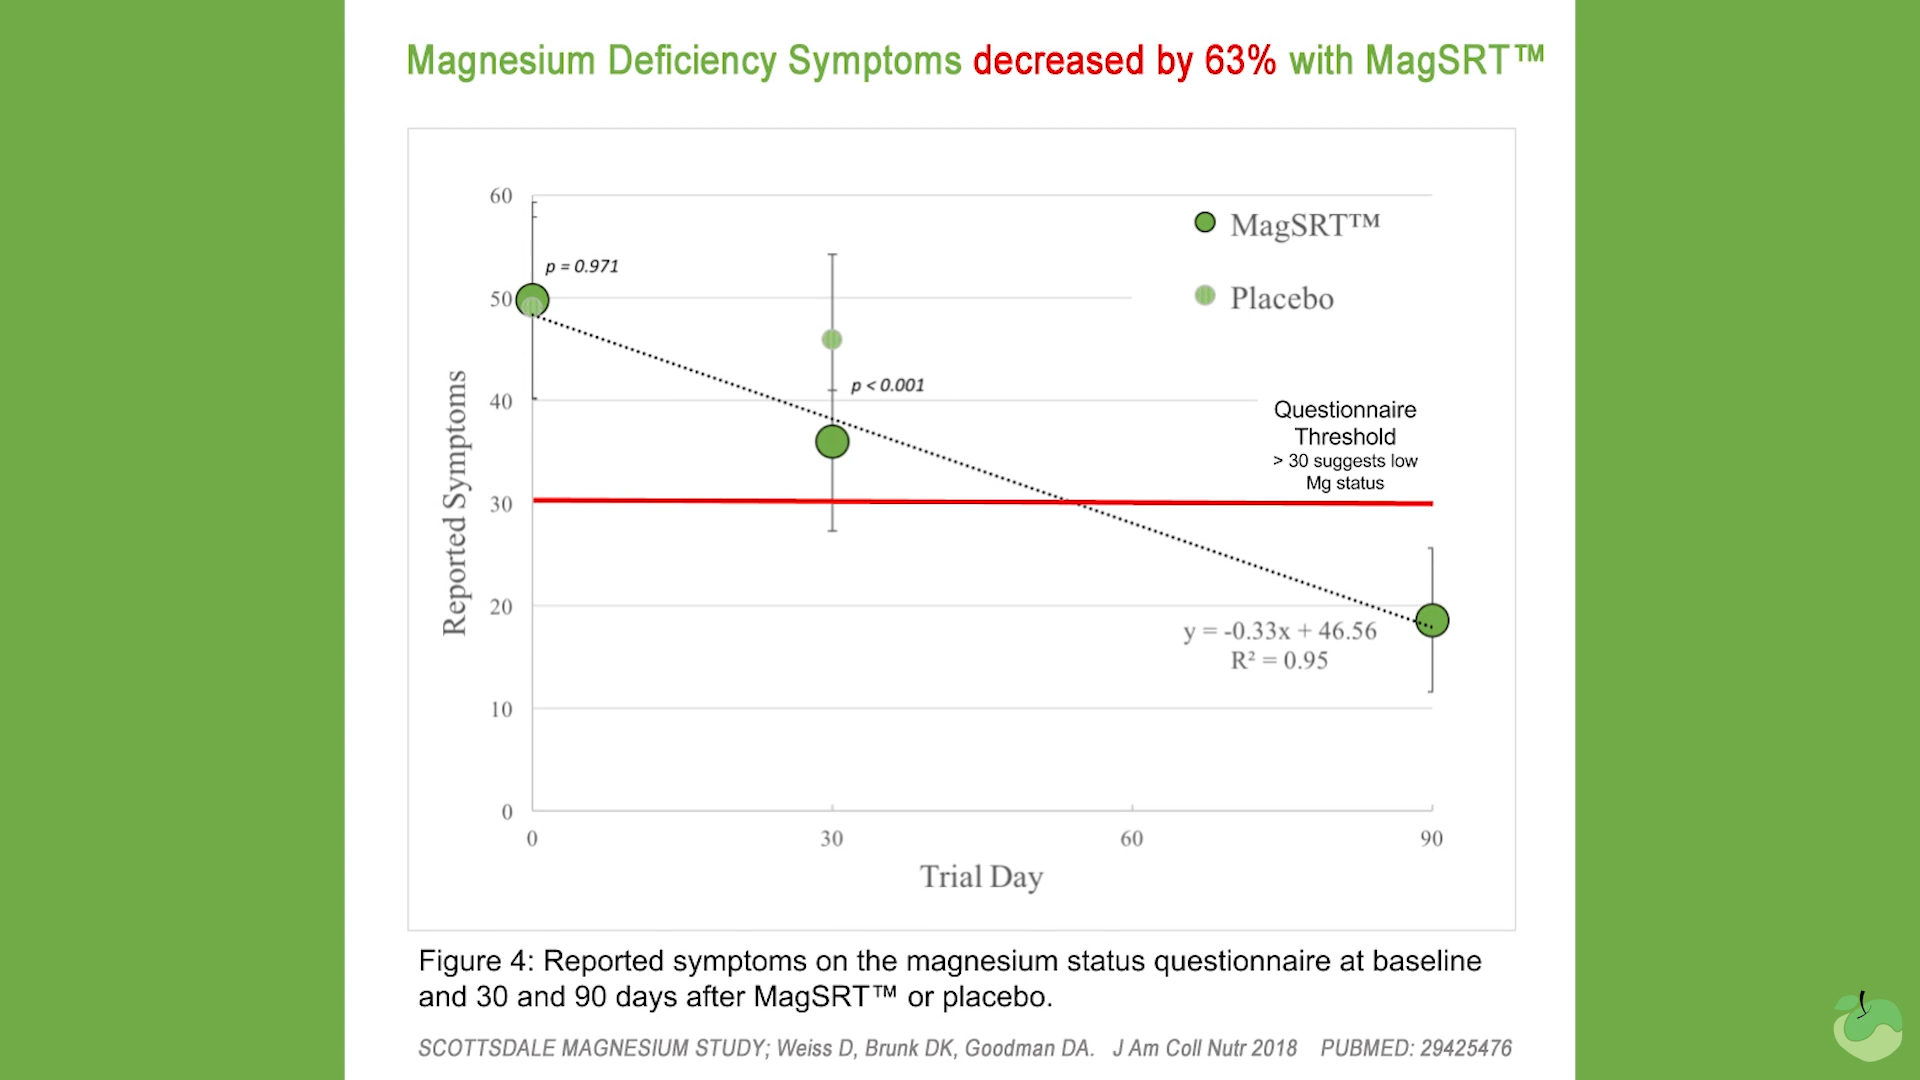 Magnesium Deficiency Symptoms decreased by 63% with MagSRT™
60
50
40
30
20
10
0
Reported Symptoms
p = 0.971
p < 0.001
MagSRT™
Placebo
Questionnaire
Threshold
> 30 suggests low
Mg status
y = -0.33x + 46.56
R² = 0.95
0 30 60 90
Trial Day
Figure 4: Reported symptoms on the magnesium status questionnaire at baseline
and 30 and 90 days after MagSRT™ or placebo.
SCOTTSDALE MAGNESIUM STUDY; Weiss D, Brunk DK, Goodman DA. J Am Coll Nutr 2018 PUBMED: 29425476